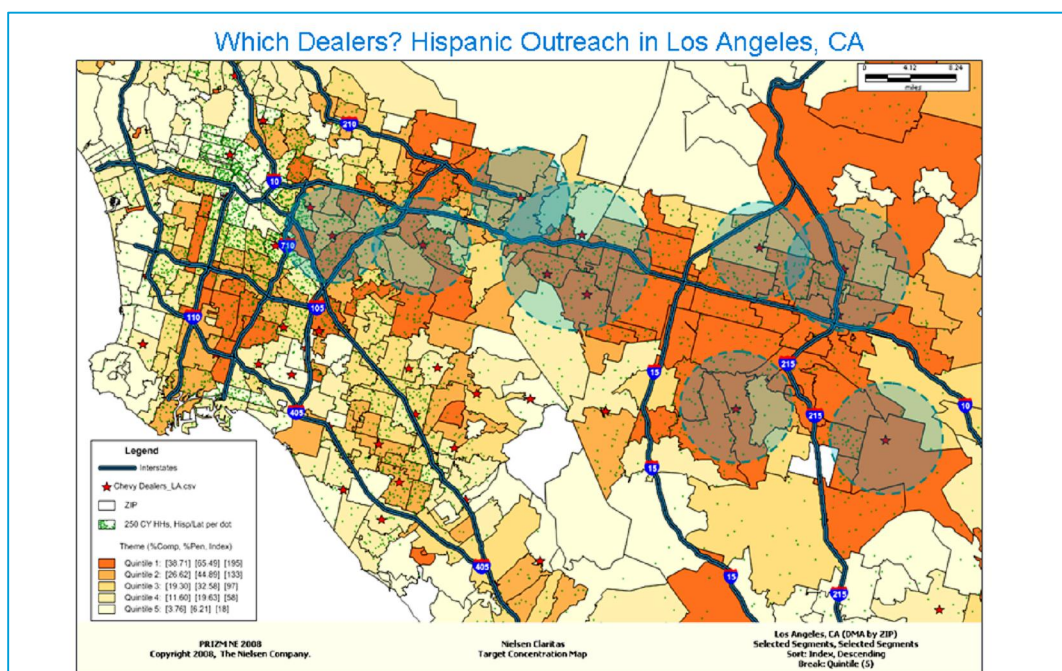 Which Dealers? Hispanic Outreach in Los Angeles, CA
0 4.12 8.24
miles
210
10
710
105
110
405
15
215
215
10
15
405
15
215
Legend
Interstates
Chevy Dealers_LA.csv
ZIP
250 CY HHs, Hisp/Lat per dot
Theme (%Comp, %Pen, Index)
Quintile 1: [38.71] [65.49] [195]
Quintile 2: [26.62] [44.89] [133]
Quintile 3: [19.30] [32.58] [97]
Quintile 4: [11.60] [19.63] [58]
Quintile 5: [3.76] [6.21] [18]
PRIZM NE 2008
Copyright 2008, The Nielsen Company.
Nielsen Claritas
Target Concentration Map
Los Angeles, CA (DMA by ZIP)
Selected Segments, Selected Segments
Sort: Index, Descending
Break: Quintile (5)